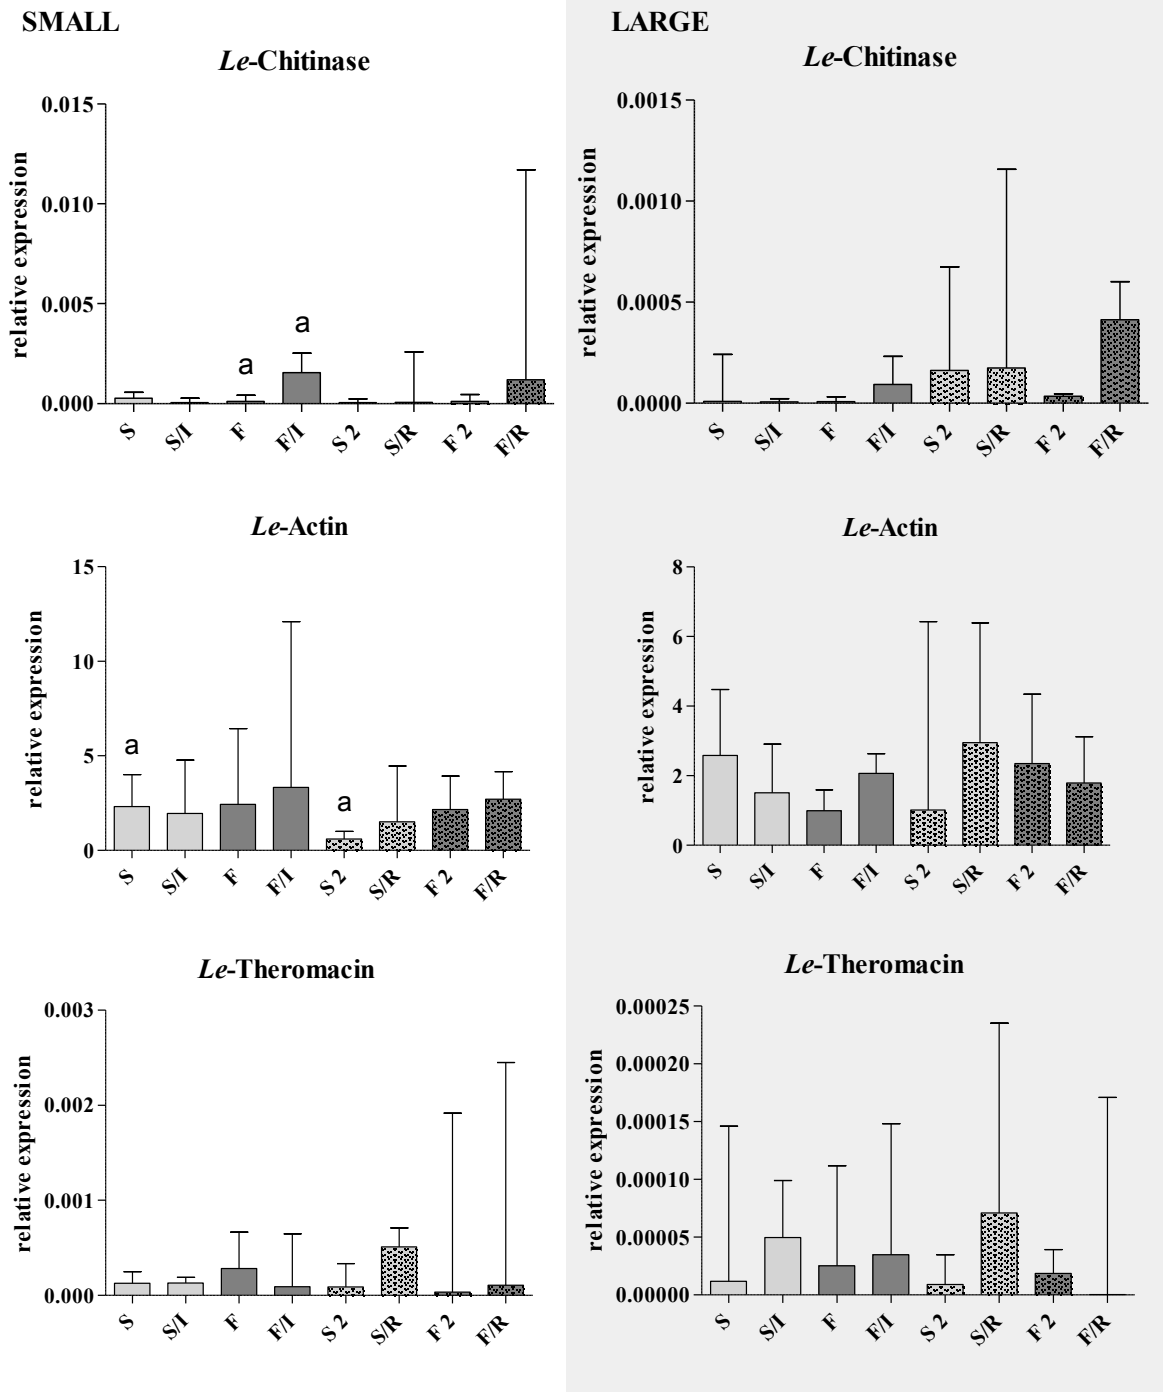 SMALL
Le-Chitinase
relative expression
0.015
0.010
0.005
0.000
a
a
S
S/I
F
F/I
S 2
S/R
F 2
F/R
LARGE
Le-Chitinase
relative expression
0.0015
0.0010
0.0005
0.0000
S
S/I
F
F/I
S 2
S/R
F 2
F/R
Le-Actin
relative expression
15
10
5
0
a
a
S
S/I
F
F/I
S 2
S/R
F 2
F/R
Le-Actin
relative expression
8
6
4
2
0
S
S/I
F
F/I
S 2
S/R
F 2
F/R
Le-Theromacin
relative expression
0.003
0.002
0.001
0.000
S
S/I
F
F/I
S 2
S/R
F 2
F/R
Le-Theromacin
relative expression
0.00025
0.00020
0.00015
0.00010
0.00005
0.00000
S
S/I
F
F/I
S 2
S/R
F 2
F/R